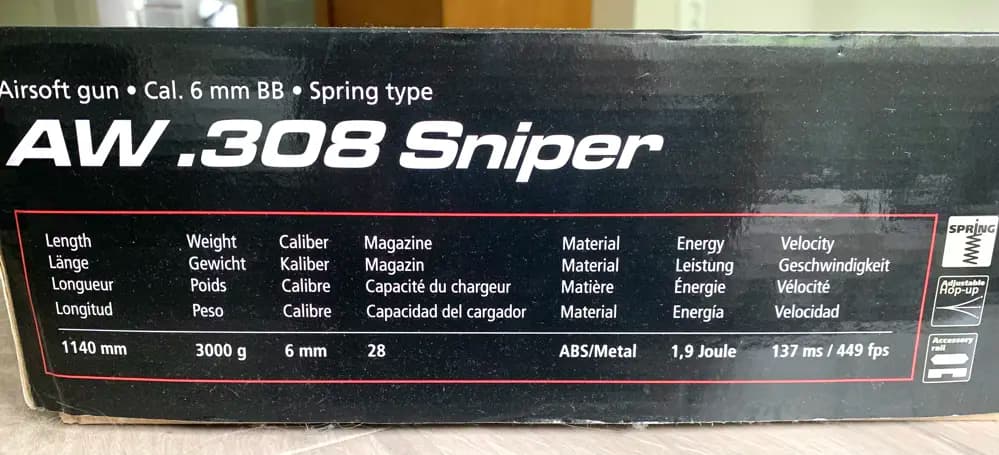 Airsoft gun • Cal. 6 mm BB • Spring type
AW .308 Sniper
Length Weight Caliber Magazine Material Energy Velocity
Länge Gewicht Kaliber Magazin Material Leistung Geschwindigkeit
Longueur Poids Calibre Capacité du chargeur Matière Énergie Vélocité
Longitud Peso Calibre Capacidad del cargador Material Energía Velocidad
1140 mm 3000 g 6 mm 28 ABS/Metal 1,9 Joule 137 ms / 449 fps
SPRING
Adjustable
Hop-up
Accessory
rail